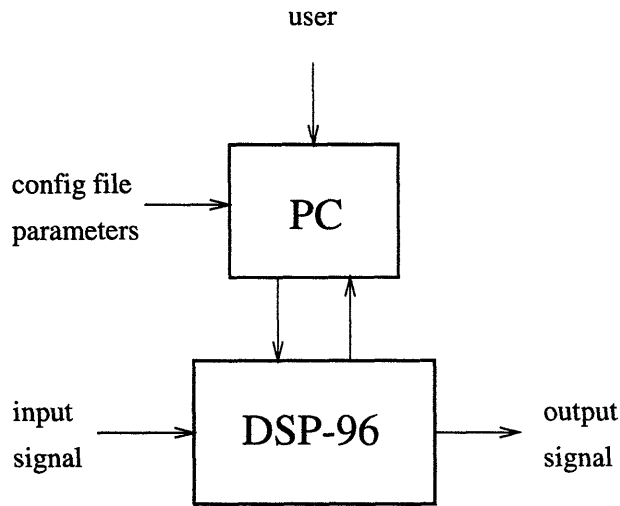 user
config file
parameters
PC
input
signal
DSP-96
output
signal